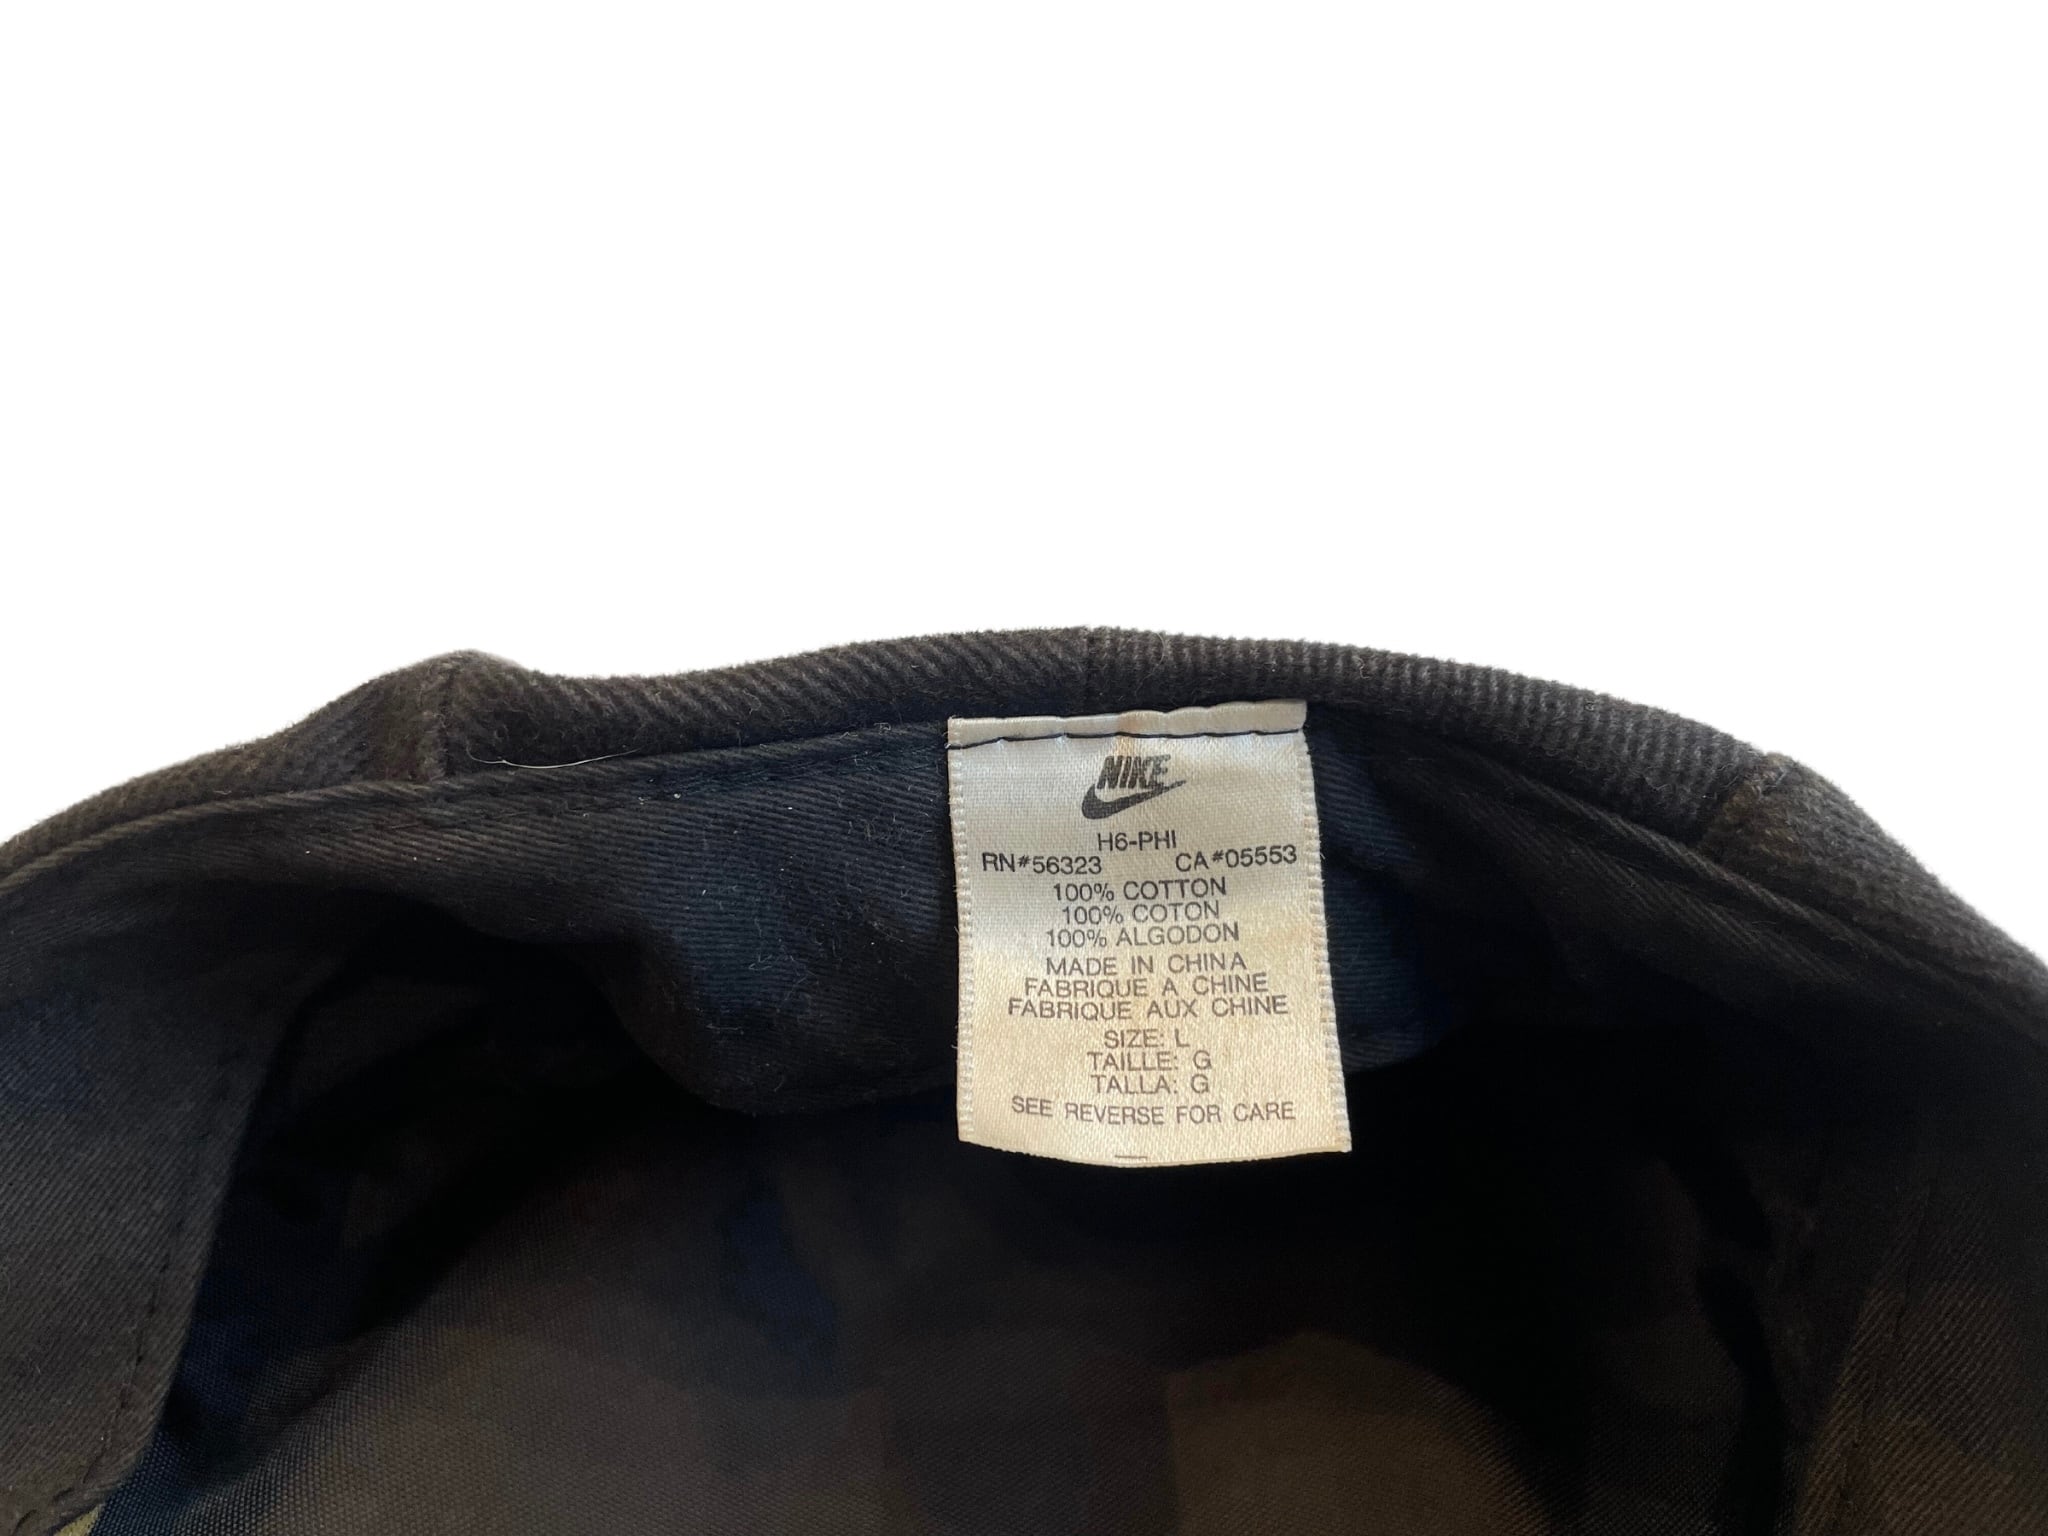 NIKE
H6-PHI
RN#56323 CA#05553
100% COTTON
100% COTON
100% ALGODON
MADE IN CHINA
FABRIQUE A CHINE
FABRIQUE AUX CHINE
SIZE: L
TAILLE: G
TALLA: G
SEE REVERSE FOR CARE